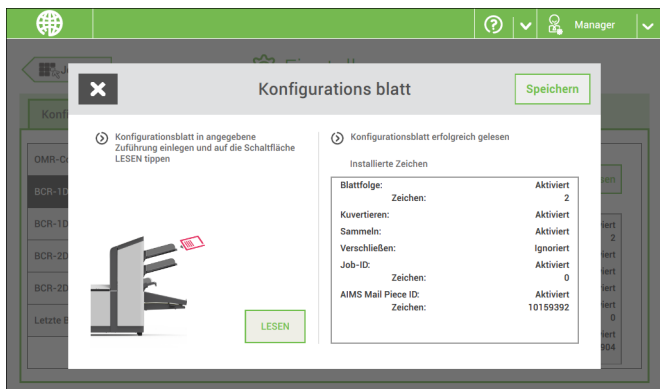 Manager
Konfigurations blatt
Speichern
Konfigurationsblatt in angegebene
Zuführung einlegen und auf die Schaltfläche
LESEN tippen
LESEN
Konfigurationsblatt erfolgreich gelesen
Installierte Zeichen
Blattfolge: Aktiviert
Zeichen: 2
Kuvertieren: Aktiviert
Sammeln: Aktiviert
Verschließen: Ignoriert
Job-ID: Aktiviert
Zeichen: 0
AIMS Mail Piece ID: Aktiviert
Zeichen: 10159392
BCR-1D
BCR-1D
BCR-2D
BCR-2D
2
0